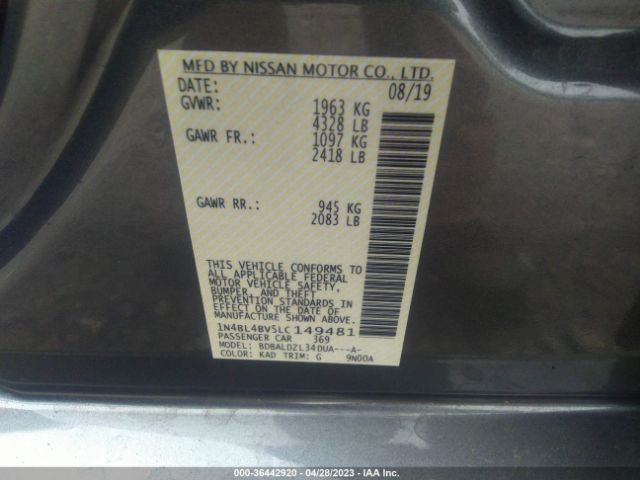 MFD BY NISSAN MOTOR CO., LTD.
DATE: 08/19
GVWR: 1963 KG
4328 LB
GAWR FR.: 1097 KG
2418 LB
GAWR RR.: 945 KG
2083 LB
THIS VEHICLE CONFORMS TO
ALL APPLICABLE FEDERAL
MOTOR VEHICLE SAFETY,
BUMPER, AND THEFT
PREVENTION STANDARDS IN
EFFECT ON THE DATE OF
MANUFACTURE SHOWN ABOVE.
1N4BL4BV5LC149481
PASSENGER CAR 369
MODEL: BDBALDZL34DUA---A-
COLOR: KAD TRIM: G 9N00A
000-36442920 - 04/28/2023 - IAA Inc.